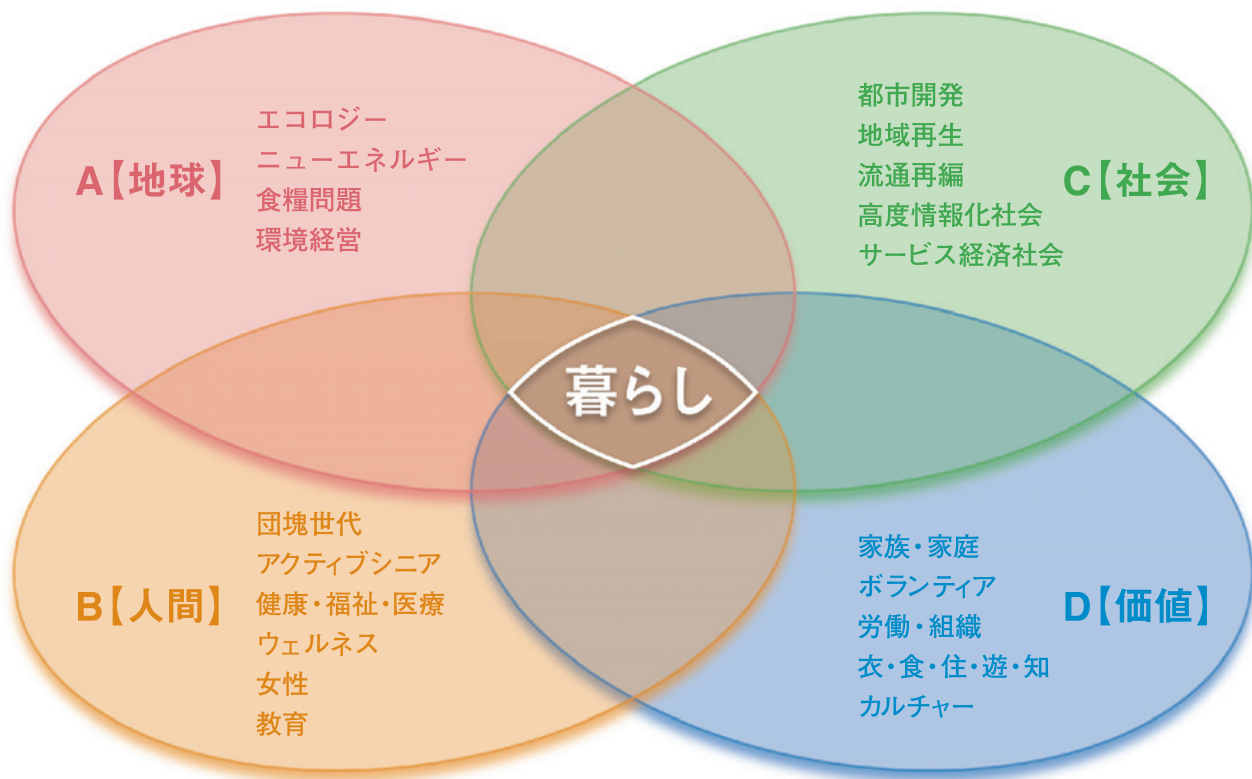 A【地球】
エコロジー
ニューエネルギー
食糧問題
環境経営
C【社会】
都市開発
地域再生
流通再編
高度情報化社会
サービス経済社会
暮らし
B【人間】
団塊世代
アクティブシニア
健康・福祉・医療
ウェルネス
女性
教育
D【価値】
家族・家庭
ボランティア
労働・組織
衣・食・住・遊・知
カルチャー